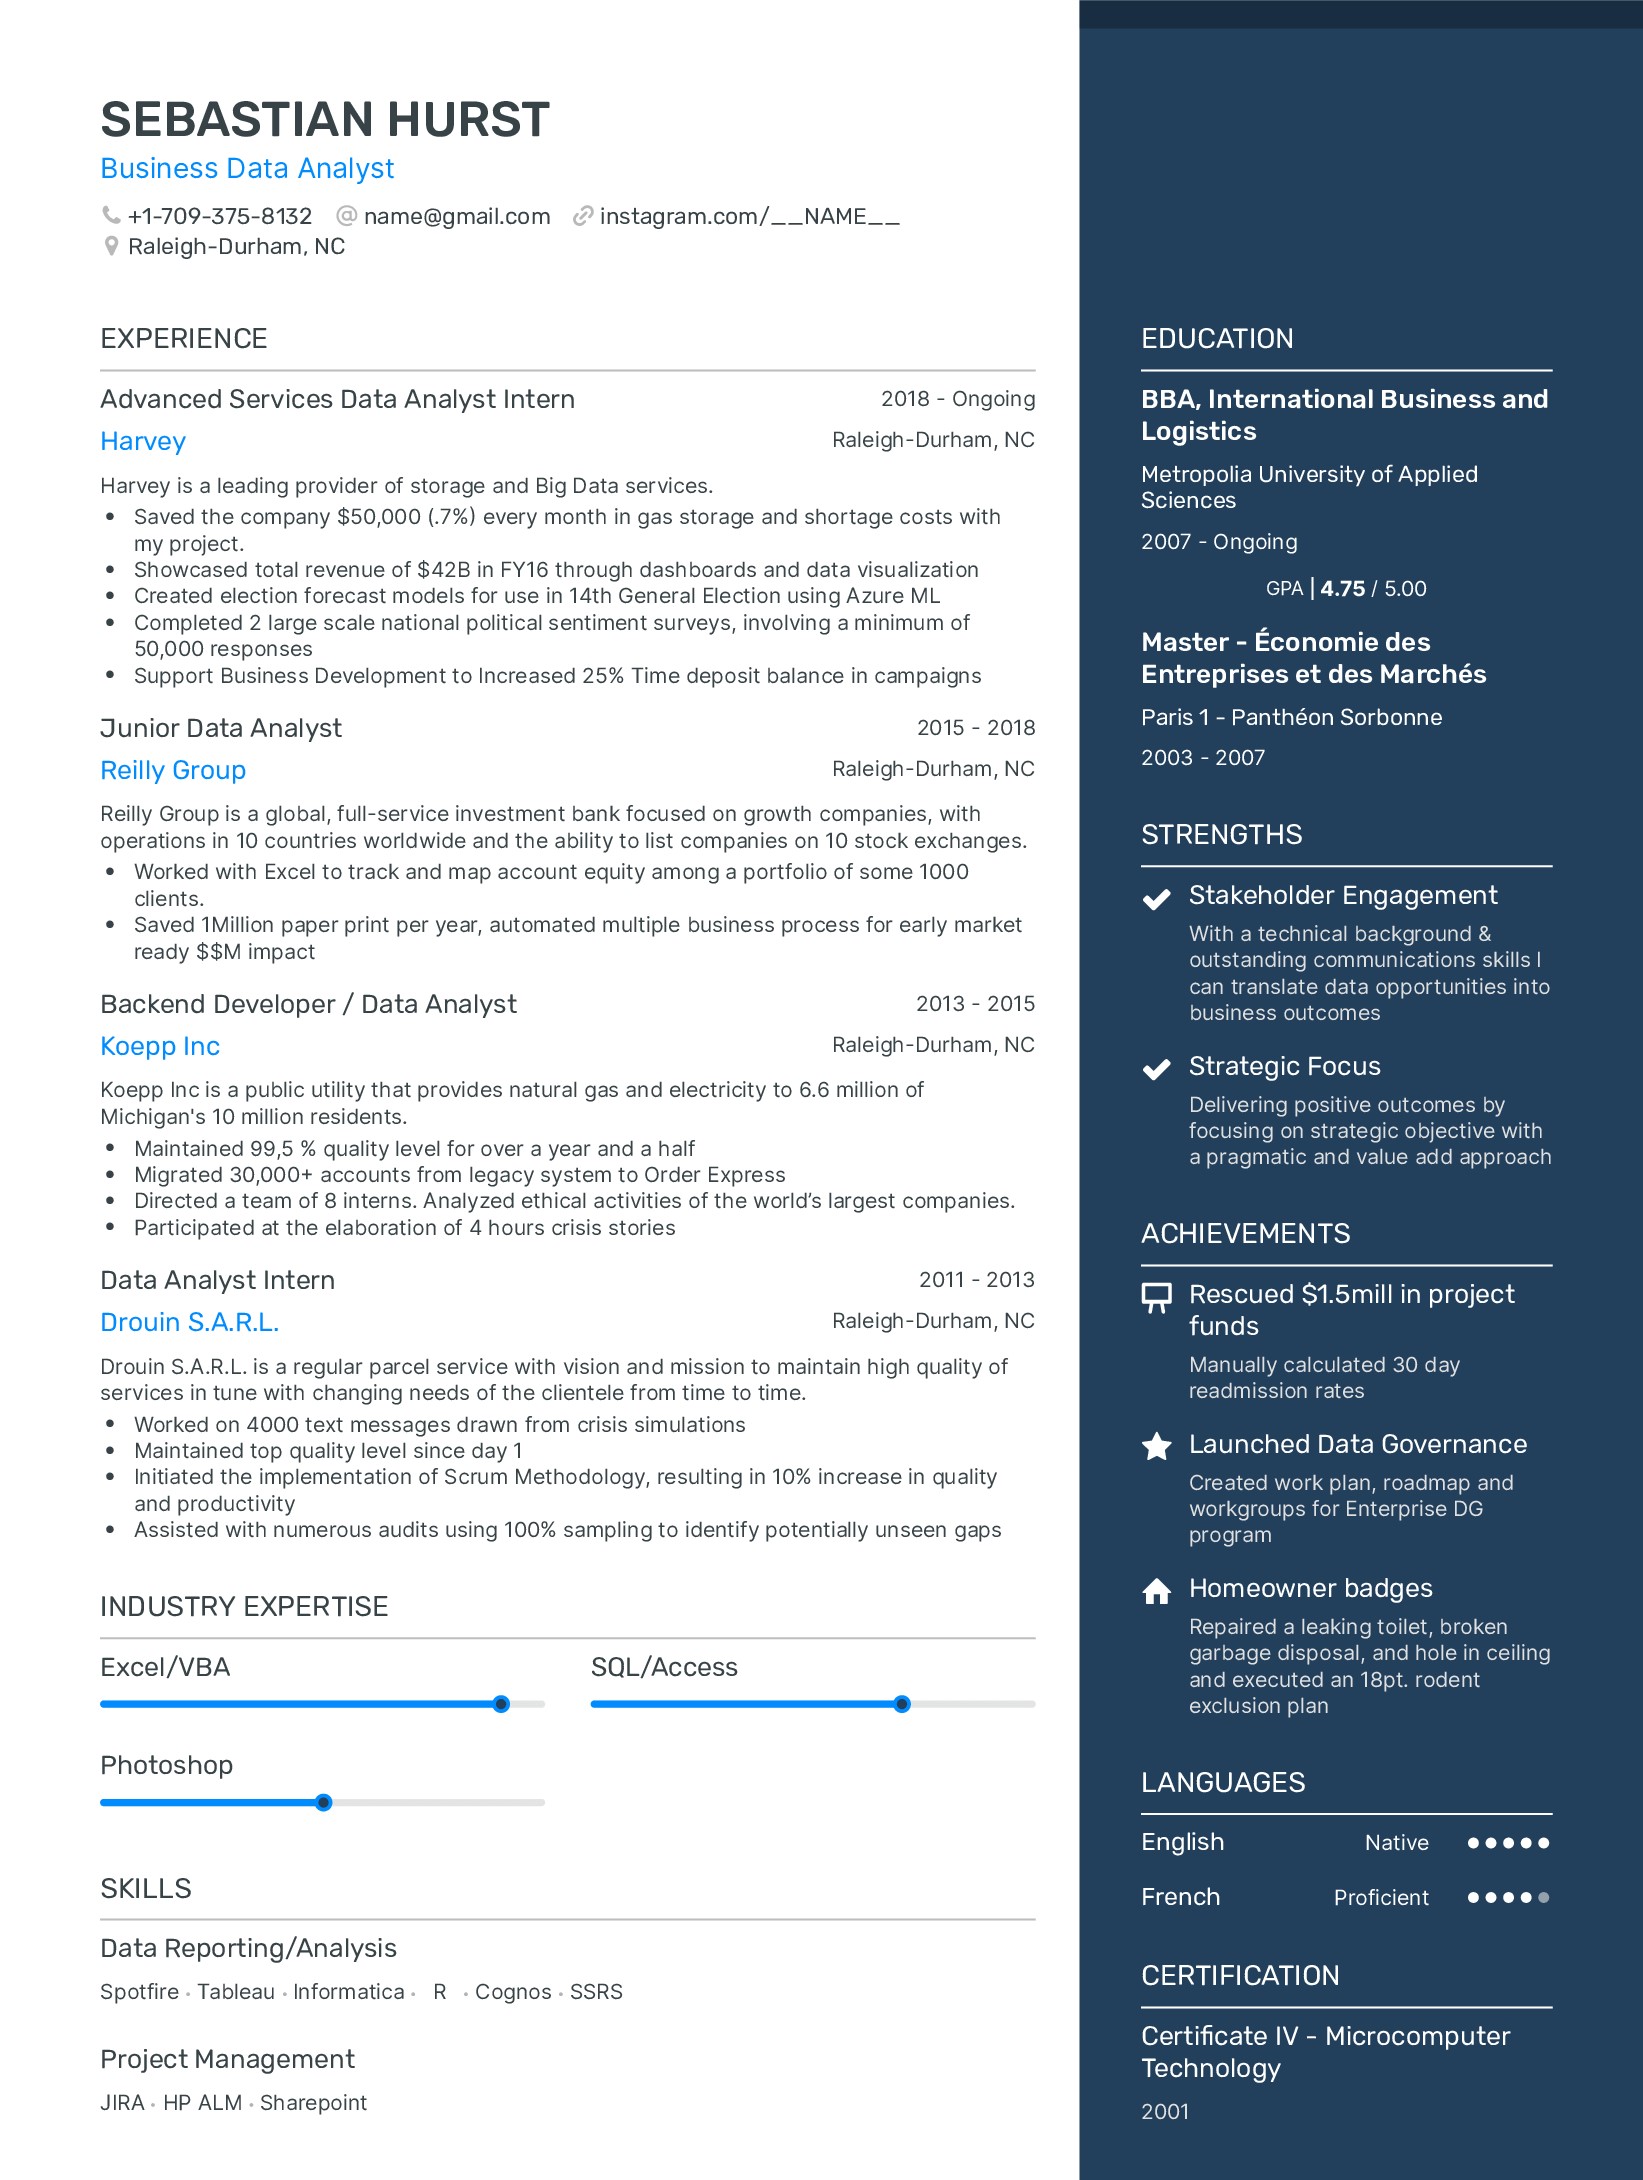 SEBASTIAN HURST
Business Data Analyst
+1-709-375-8132 name@gmail.com instagram.com/__NAME__
Raleigh-Durham, NC
EXPERIENCE
Advanced Services Data Analyst Intern 2018 - Ongoing
Harvey Raleigh-Durham, NC
Harvey is a leading provider of storage and Big Data services.
• Saved the company $50,000 (.7%) every month in gas storage and shortage costs with
my project.
• Showcased total revenue of $42B in FY16 through dashboards and data visualization
• Created election forecast models for use in 14th General Election using Azure ML
• Completed 2 large scale national political sentiment surveys, involving a minimum of
50,000 responses
• Support Business Development to Increased 25% Time deposit balance in campaigns
Junior Data Analyst 2015 - 2018
Reilly Group Raleigh-Durham, NC
Reilly Group is a global, full-service investment bank focused on growth companies, with
operations in 10 countries worldwide and the ability to list companies on 10 stock exchanges.
• Worked with Excel to track and map account equity among a portfolio of some 1000
clients.
• Saved 1Million paper print per year, automated multiple business process for early market
ready $$M impact
Backend Developer / Data Analyst 2013 - 2015
Koepp Inc Raleigh-Durham, NC
Koepp Inc is a public utility that provides natural gas and electricity to 6.6 million of
Michigan's 10 million residents.
• Maintained 99,5 % quality level for over a year and a half
• Migrated 30,000+ accounts from legacy system to Order Express
• Directed a team of 8 interns. Analyzed ethical activities of the world’s largest companies.
• Participated at the elaboration of 4 hours crisis stories
Data Analyst Intern 2011 - 2013
Drouin S.A.R.L. Raleigh-Durham, NC
Drouin S.A.R.L. is a regular parcel service with vision and mission to maintain high quality of
services in tune with changing needs of the clientele from time to time.
• Worked on 4000 text messages drawn from crisis simulations
• Maintained top quality level since day 1
• Initiated the implementation of Scrum Methodology, resulting in 10% increase in quality
and productivity
• Assisted with numerous audits using 100% sampling to identify potentially unseen gaps
INDUSTRY EXPERTISE
Excel/VBA SQL/Access
Photoshop
SKILLS
Data Reporting/Analysis
Spotfire · Tableau · Informatica · R · Cognos · SSRS
Project Management
JIRA · HP ALM · Sharepoint
EDUCATION
BBA, International Business and
Logistics
Metropolia University of Applied
Sciences
2007 - Ongoing
GPA | 4.75 / 5.00
Master - Économie des
Entreprises et des Marchés
Paris 1 - Panthéon Sorbonne
2003 - 2007
STRENGTHS
Stakeholder Engagement
With a technical background &
outstanding communications skills I
can translate data opportunities into
business outcomes
Strategic Focus
Delivering positive outcomes by
focusing on strategic objective with
a pragmatic and value add approach
ACHIEVEMENTS
Rescued $1.5mill in project
funds
Manually calculated 30 day
readmission rates
Launched Data Governance
Created work plan, roadmap and
workgroups for Enterprise DG
program
Homeowner badges
Repaired a leaking toilet, broken
garbage disposal, and hole in ceiling
and executed an 18pt. rodent
exclusion plan
LANGUAGES
English Native
French Proficient
CERTIFICATION
Certificate IV - Microcomputer
Technology
2001